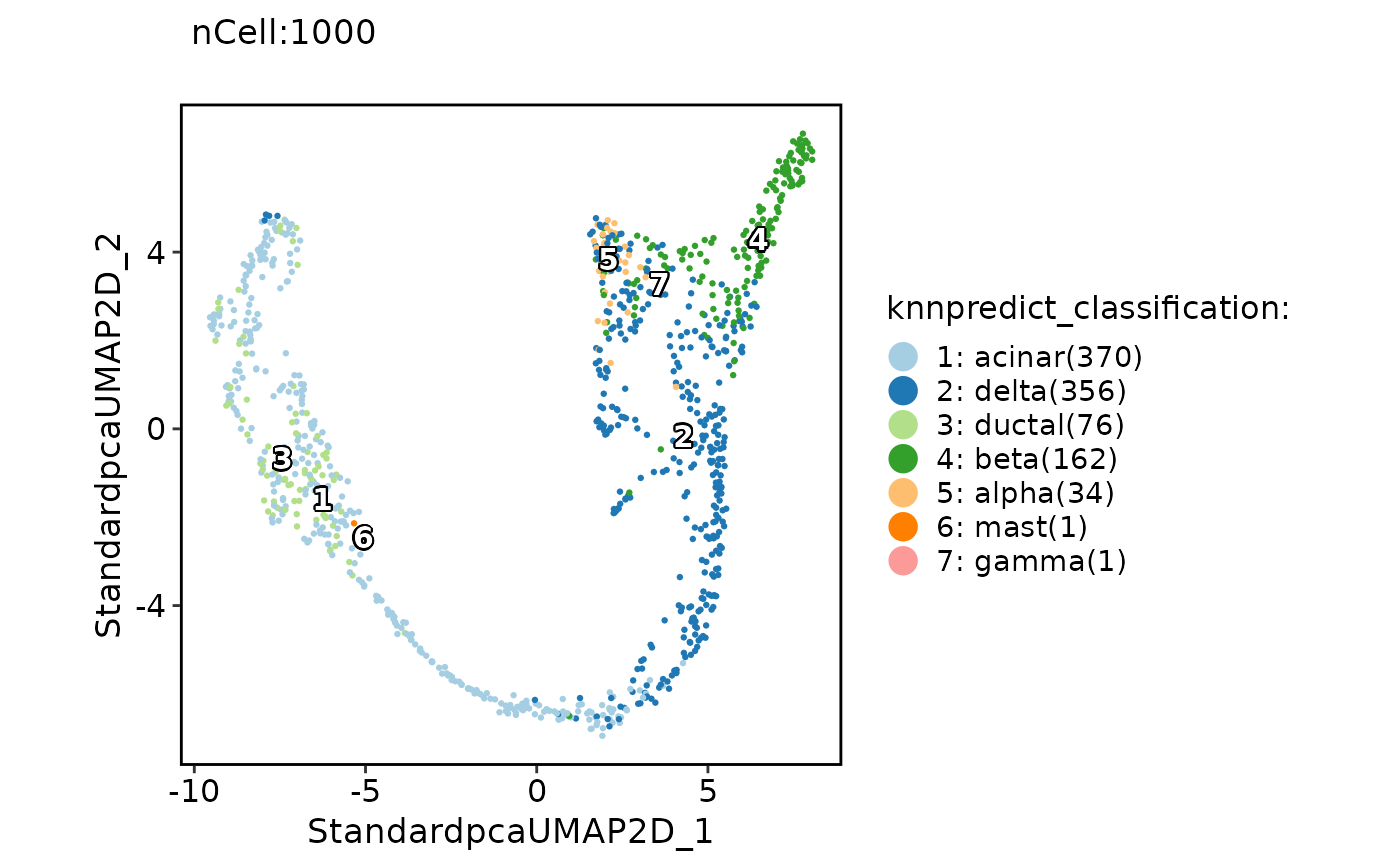 nCell:1000
StandardpcaUMAP2D_2
4
0
-4
5
7
4
3
1
6
2
-10
-5
0
5
StandardpcaUMAP2D_1
knnpredict_classification:
1: acinar(370)
2: delta(356)
3: ductal(76)
4: beta(162)
5: alpha(34)
6: mast(1)
7: gamma(1)